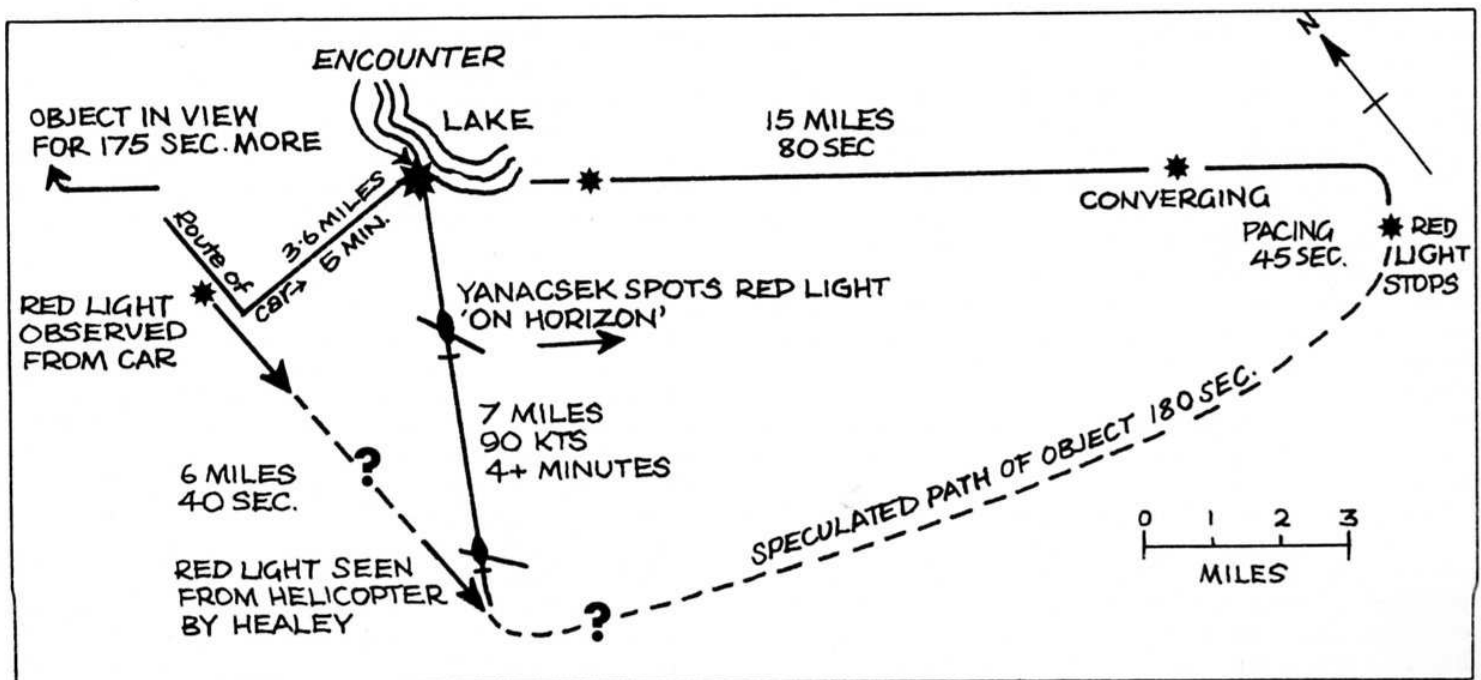 ENCOUNTER
LAKE
OBJECT IN VIEW
FOR 175 SEC. MORE
15 MILES
80 SEC
N
CONVERGING
PACING
45 SEC.
RED
LIGHT
STOPS
Route of
car→
3.6 MILES
5 MIN.
RED LIGHT
OBSERVED
FROM CAR
YANACSEK SPOTS RED LIGHT
'ON HORIZON'
7 MILES
90 KTS
4+ MINUTES
?
6 MILES
40 SEC.
SPECULATED PATH OF OBJECT 180 SEC.
RED LIGHT SEEN
FROM HELICOPTER
BY HEALEY
?
0 1 2 3
MILES